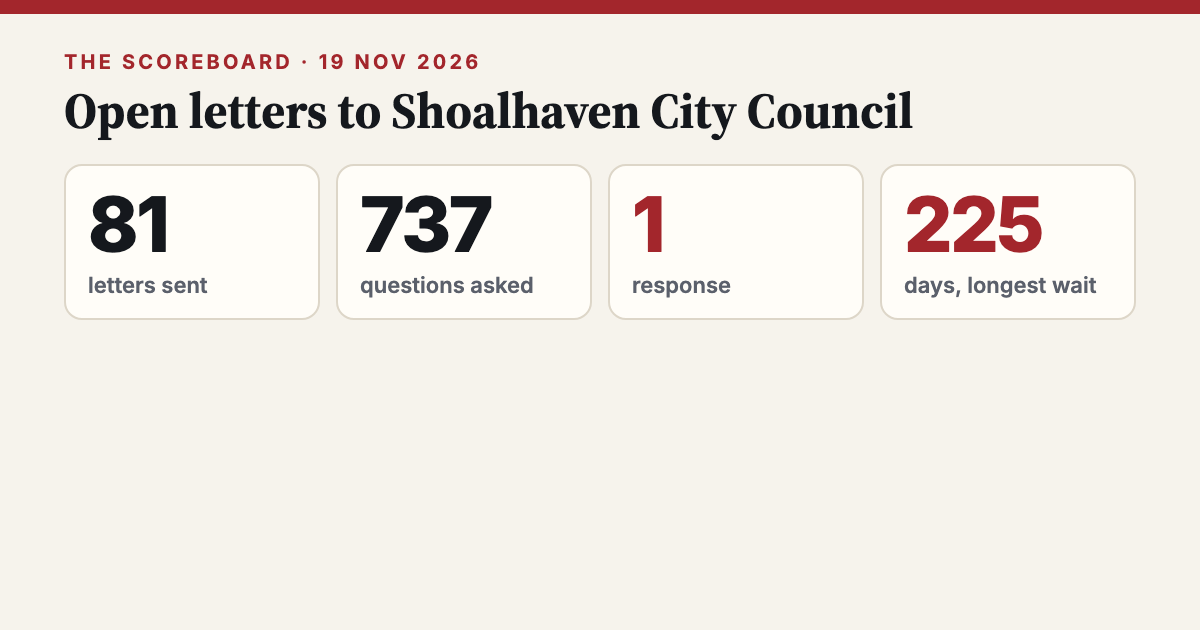 THE SCOREBOARD · 19 NOV 2026
Open letters to Shoalhaven City Council
81
letters sent
737
questions asked
1
response
225
days, longest wait